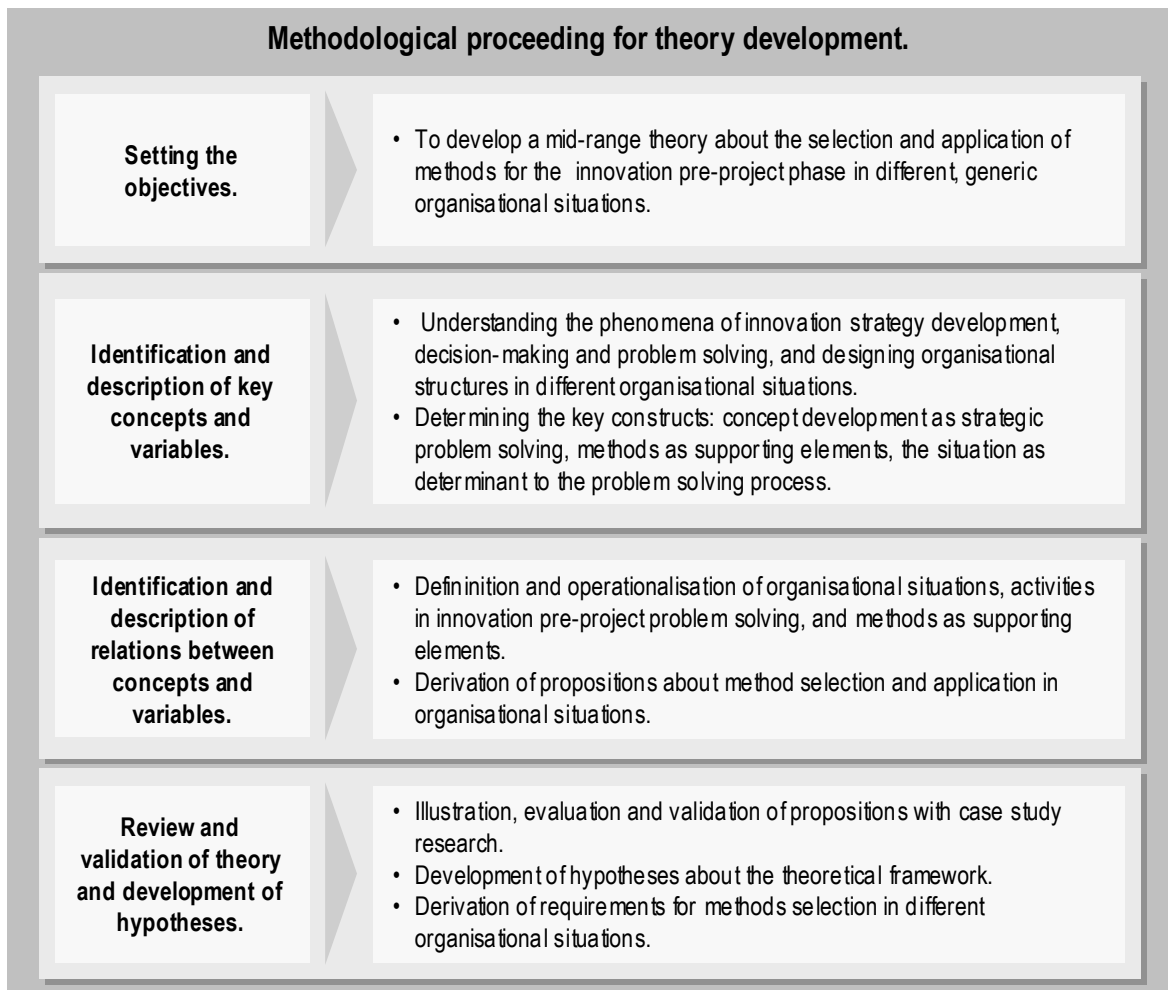 Methodological proceeding for theory development.
Setting the
objectives.
• To develop a mid-range theory about the selection and application of
methods for the innovation pre-project phase in different, generic
organisational situations.
Identification and
description of key
concepts and
variables.
• Understanding the phenomena of innovation strategy development,
decision-making and problem solving, and designing organisational
structures in different organisational situations.
• Determining the key constructs: concept development as strategic
problem solving, methods as supporting elements, the situation as
determinant to the problem solving process.
Identification and
description of
relations between
concepts and
variables.
• Defininition and operationalisation of organisational situations, activities
in innovation pre-project problem solving, and methods as supporting
elements.
• Derivation of propositions about method selection and application in
organisational situations.
Review and
validation of theory
and development of
hypotheses.
• Illustration, evaluation and validation of propositions with case study
research.
• Development of hypotheses about the theoretical framework.
• Derivation of requirements for methods selection in different
organisational situations.